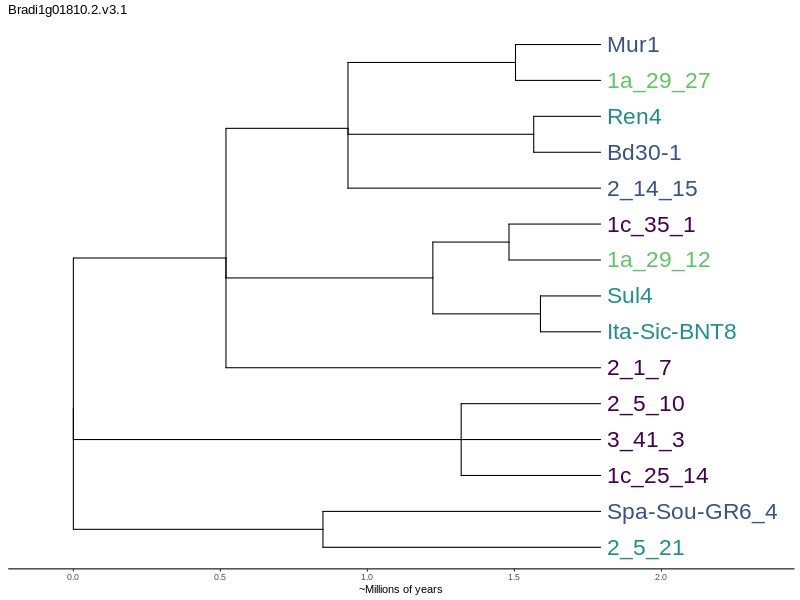 Bradi1g01810.2.v3.1
Mur1
1a_29_27
Ren4
Bd30-1
2_14_15
1c_35_1
1a_29_12
Sul4
Ita-Sic-BNT8
2_1_7
2_5_10
3_41_3
1c_25_14
Spa-Sou-GR6_4
2_5_21
0.0 0.5 1.0 1.5 2.0
~Millions of years